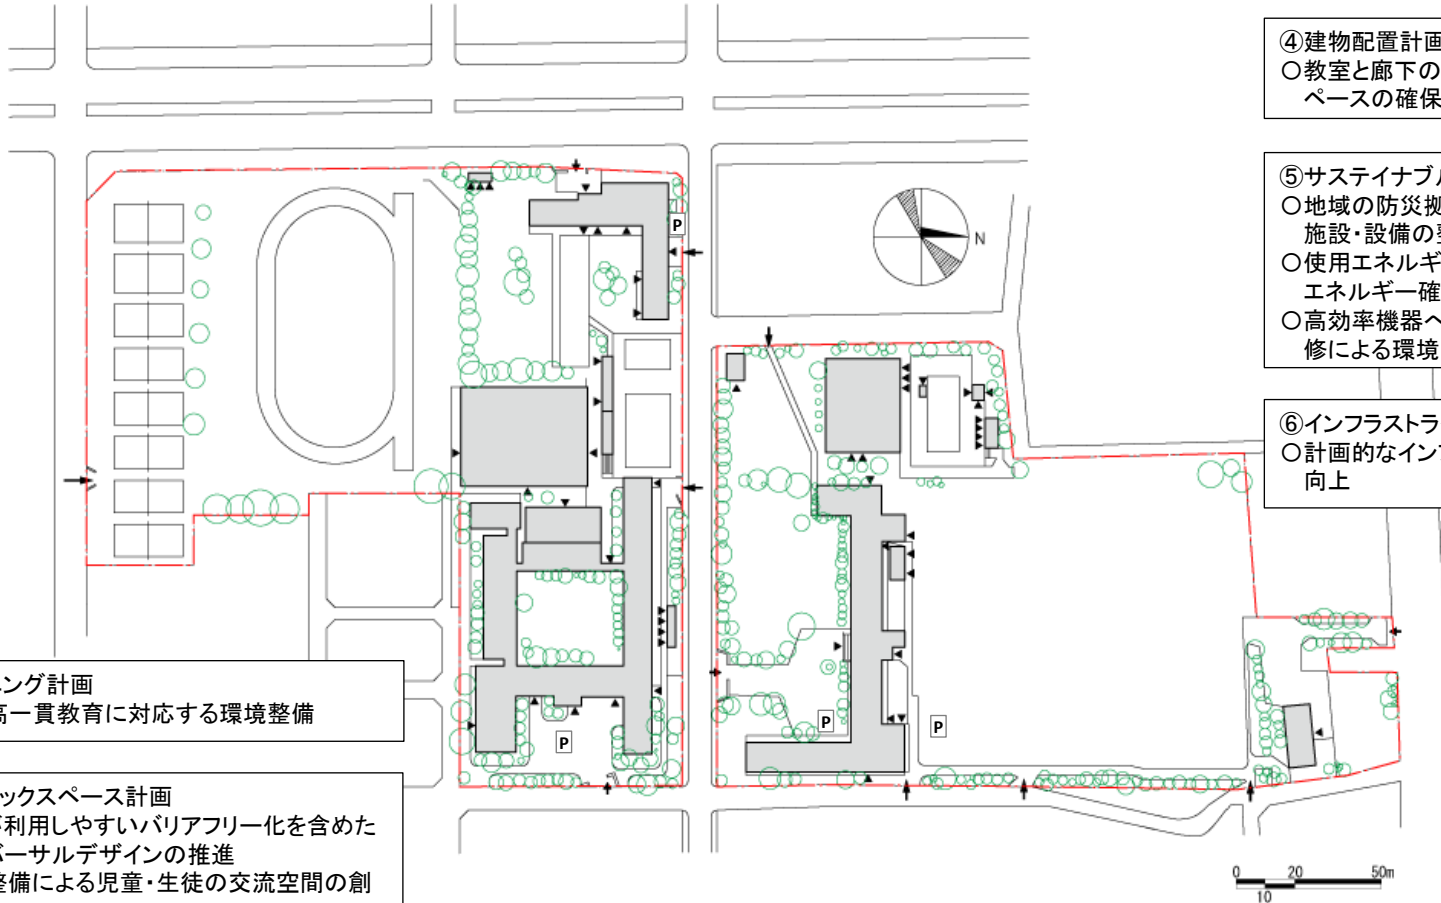 ④建物配置計画
○教室と廊下の
ペースの確保
⑤サステイナブル
○地域の防災拠
施設・設備の整
○使用エネルギ
エネルギー確
○高効率機器へ
修による環境
⑥インフラストラ
○計画的なインフ
向上
N
P
P
P
P
ニング計画
高一貫教育に対応する環境整備
ックスペース計画
が利用しやすいバリアフリー化を含めた
バーサルデザインの推進
整備による児童・生徒の交流空間の創
0 20 50m
10